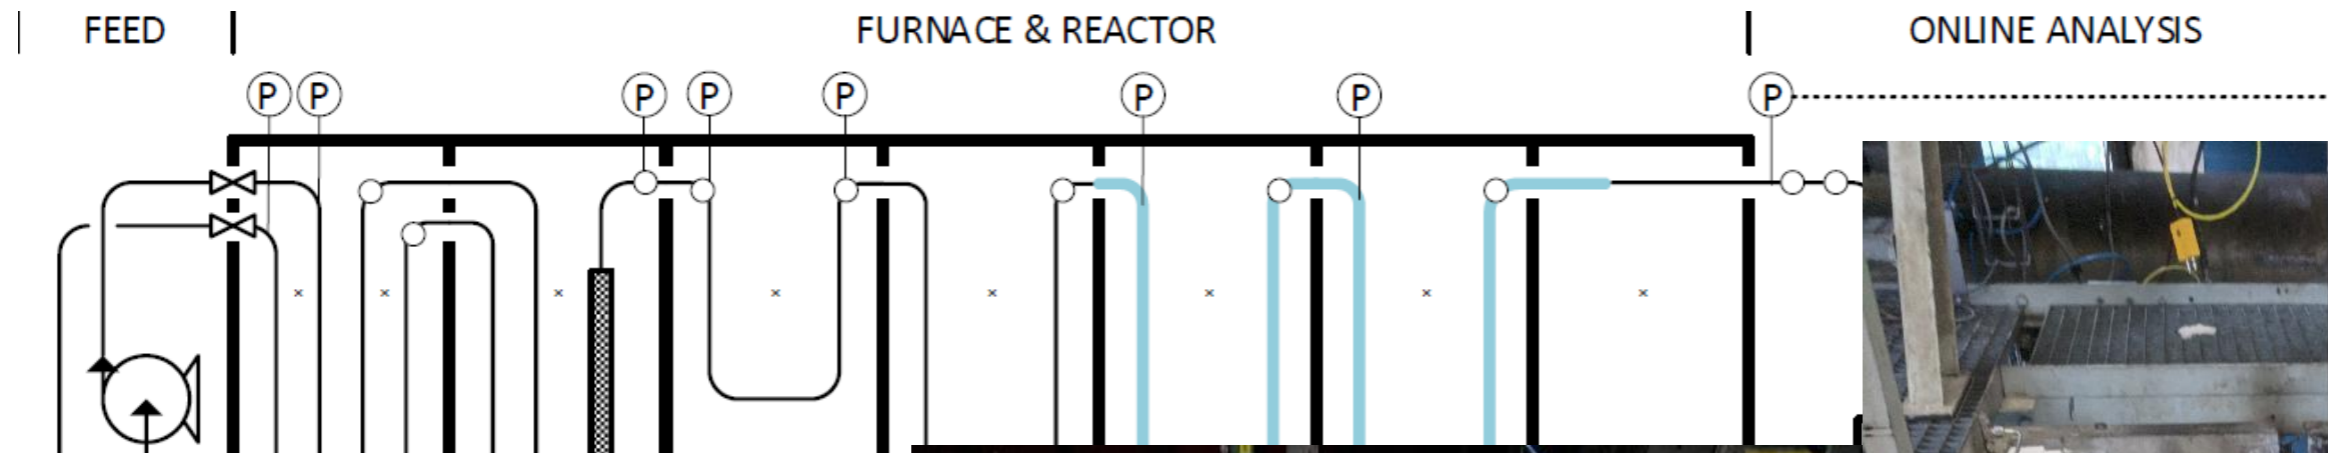 FEED FURNACE & REACTOR ONLINE ANALYSIS
P P P P P P P P
× × × × × × × ×